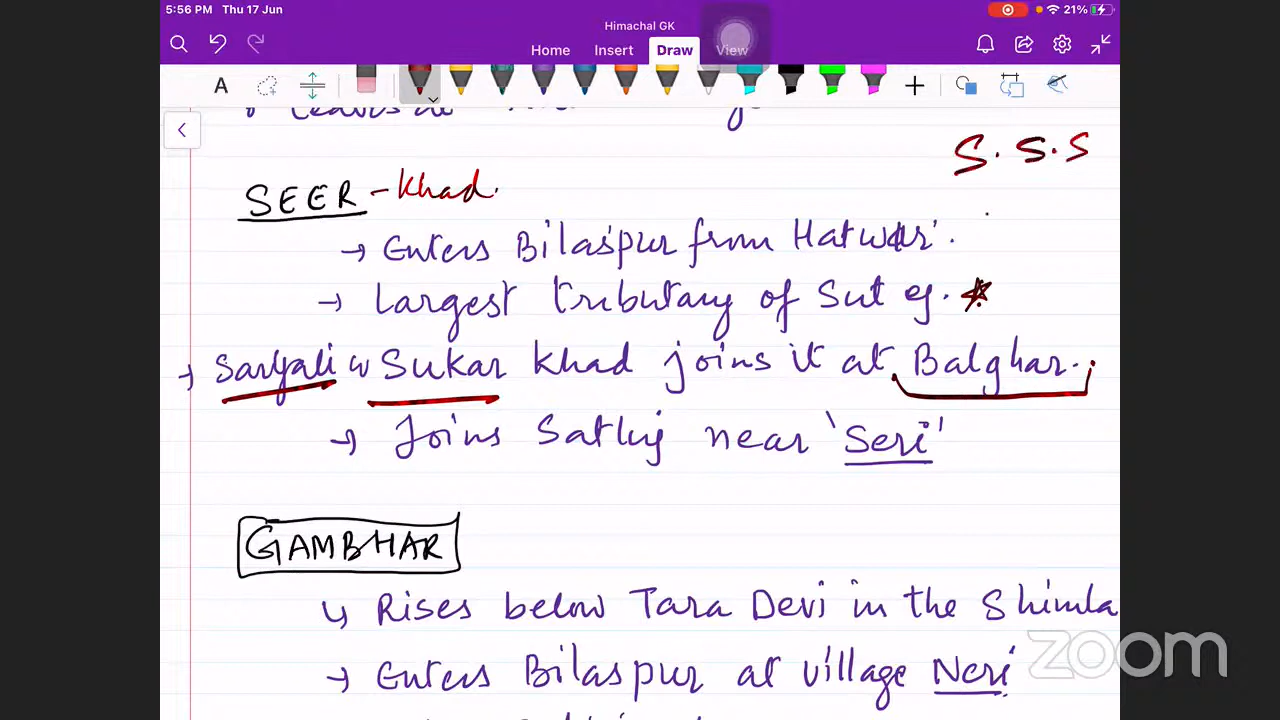 5:56 PM Thu 17 Jun
21%
Himachal GK
Home Insert Draw View
A
S. S. S
SEER - Khad.
→ Enters Bilaspur from Hatwar.
→ Largest tributary of Sutlej.
→ Saryali & Sukar khad joins it at Balghar.
→ Joins Satluj near 'Seri'
GAMBHAR
↳ Rises below Tara Devi in the Shimla
→ Enters Bilaspur at village Neri
zoom